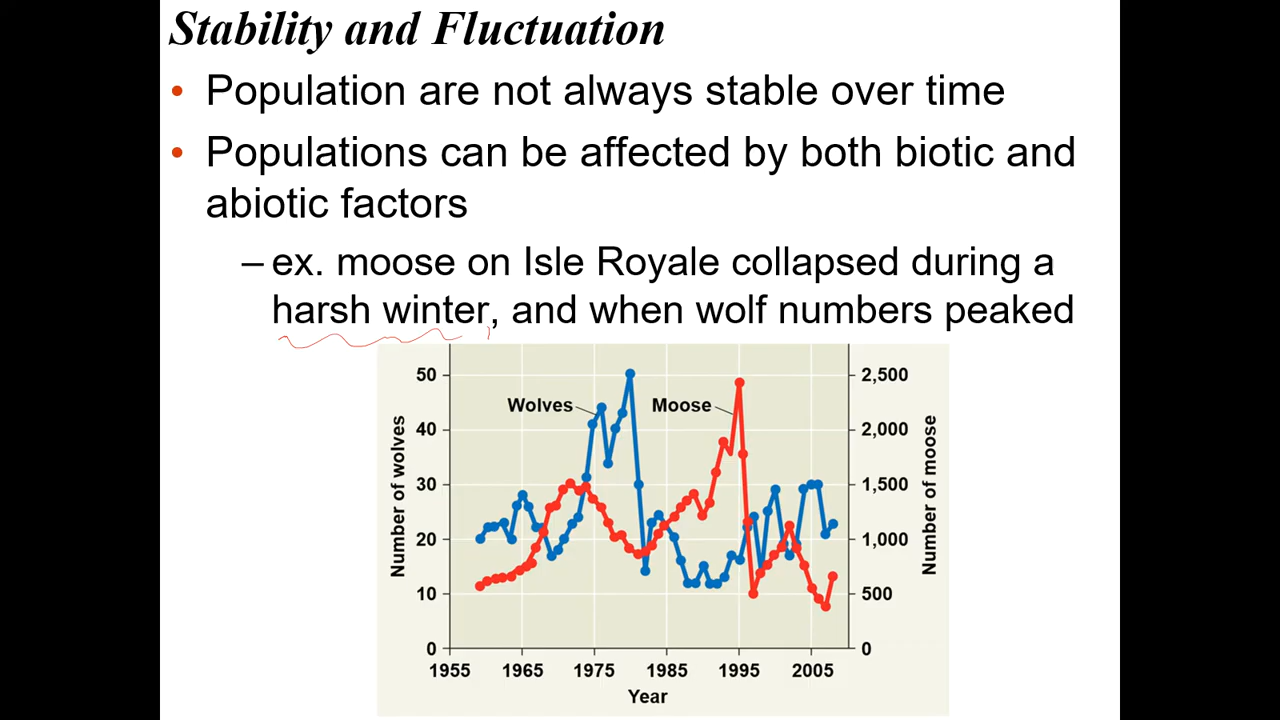 Stability and Fluctuation
• Population are not always stable over time
• Populations can be affected by both biotic and
abiotic factors
– ex. moose on Isle Royale collapsed during a
harsh winter, and when wolf numbers peaked
50
40
30
20
10
0
Number of wolves
Wolves
Moose
2,500
2,000
1,500
1,000
500
0
Number of moose
1955 1965 1975 1985 1995 2005
Year